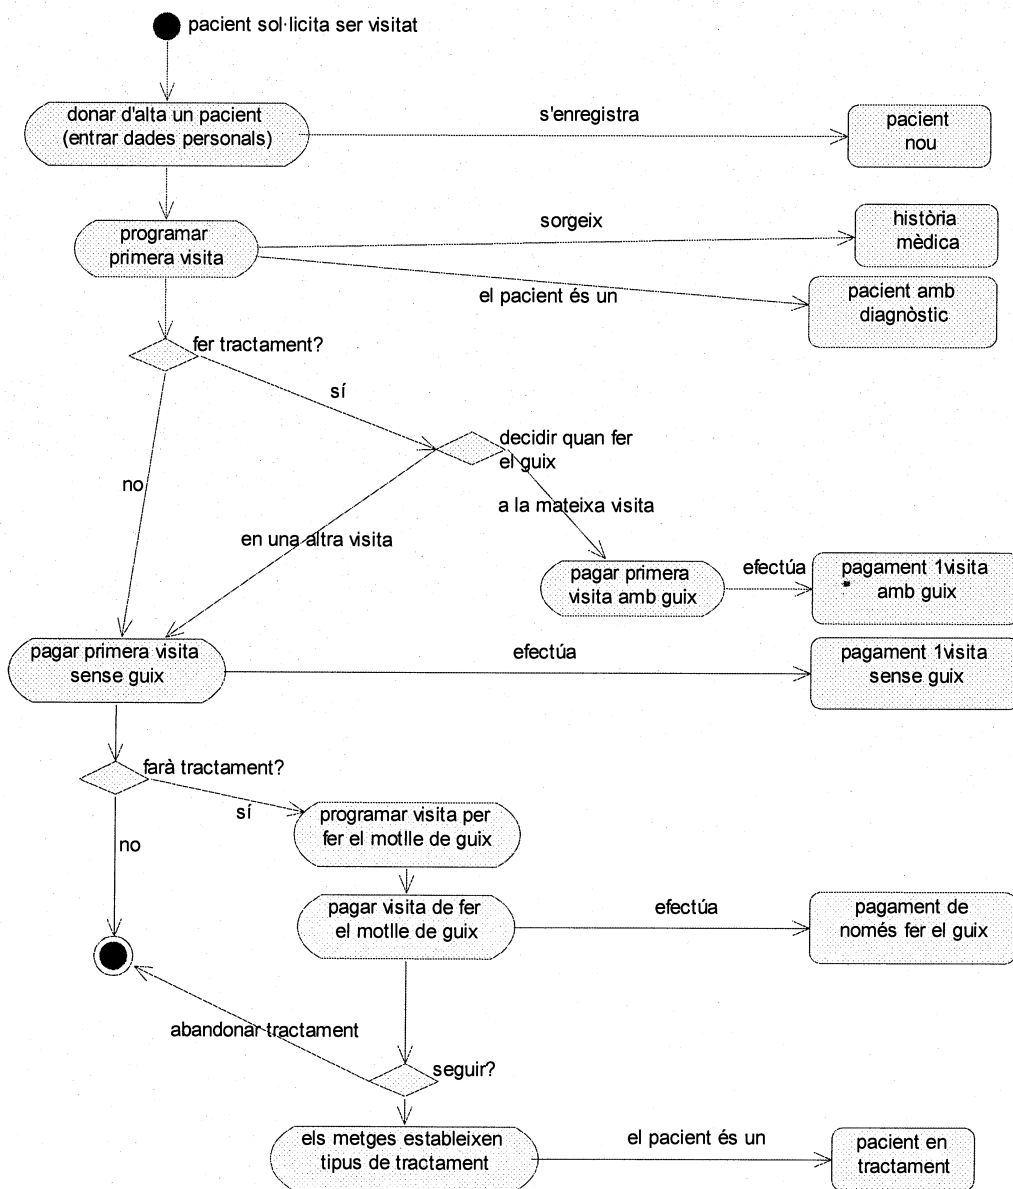 pacient sol·licita ser visitat
donar d'alta un pacient
(entrar dades personals)
s'enregistra
pacient
nou
programar
primera visita
sorgeix
història
mèdica
el pacient és un
pacient amb
diagnòstic
fer tractament?
sí
decidir quan fer
el guix
no
a la mateixa visita
en una altra visita
pagar primera
visita amb guix
efectúa
pagament 1visita
amb guix
pagar primera visita
sense guix
efectúa
pagament 1visita
sense guix
farà tractament?
sí
no
programar visita per
fer el motlle de guix
pagar visita de fer
el motlle de guix
efectúa
pagament de
només fer el guix
abandonar tractament
seguir?
els metges estableixen
tipus de tractament
el pacient és un
pacient en
tractament